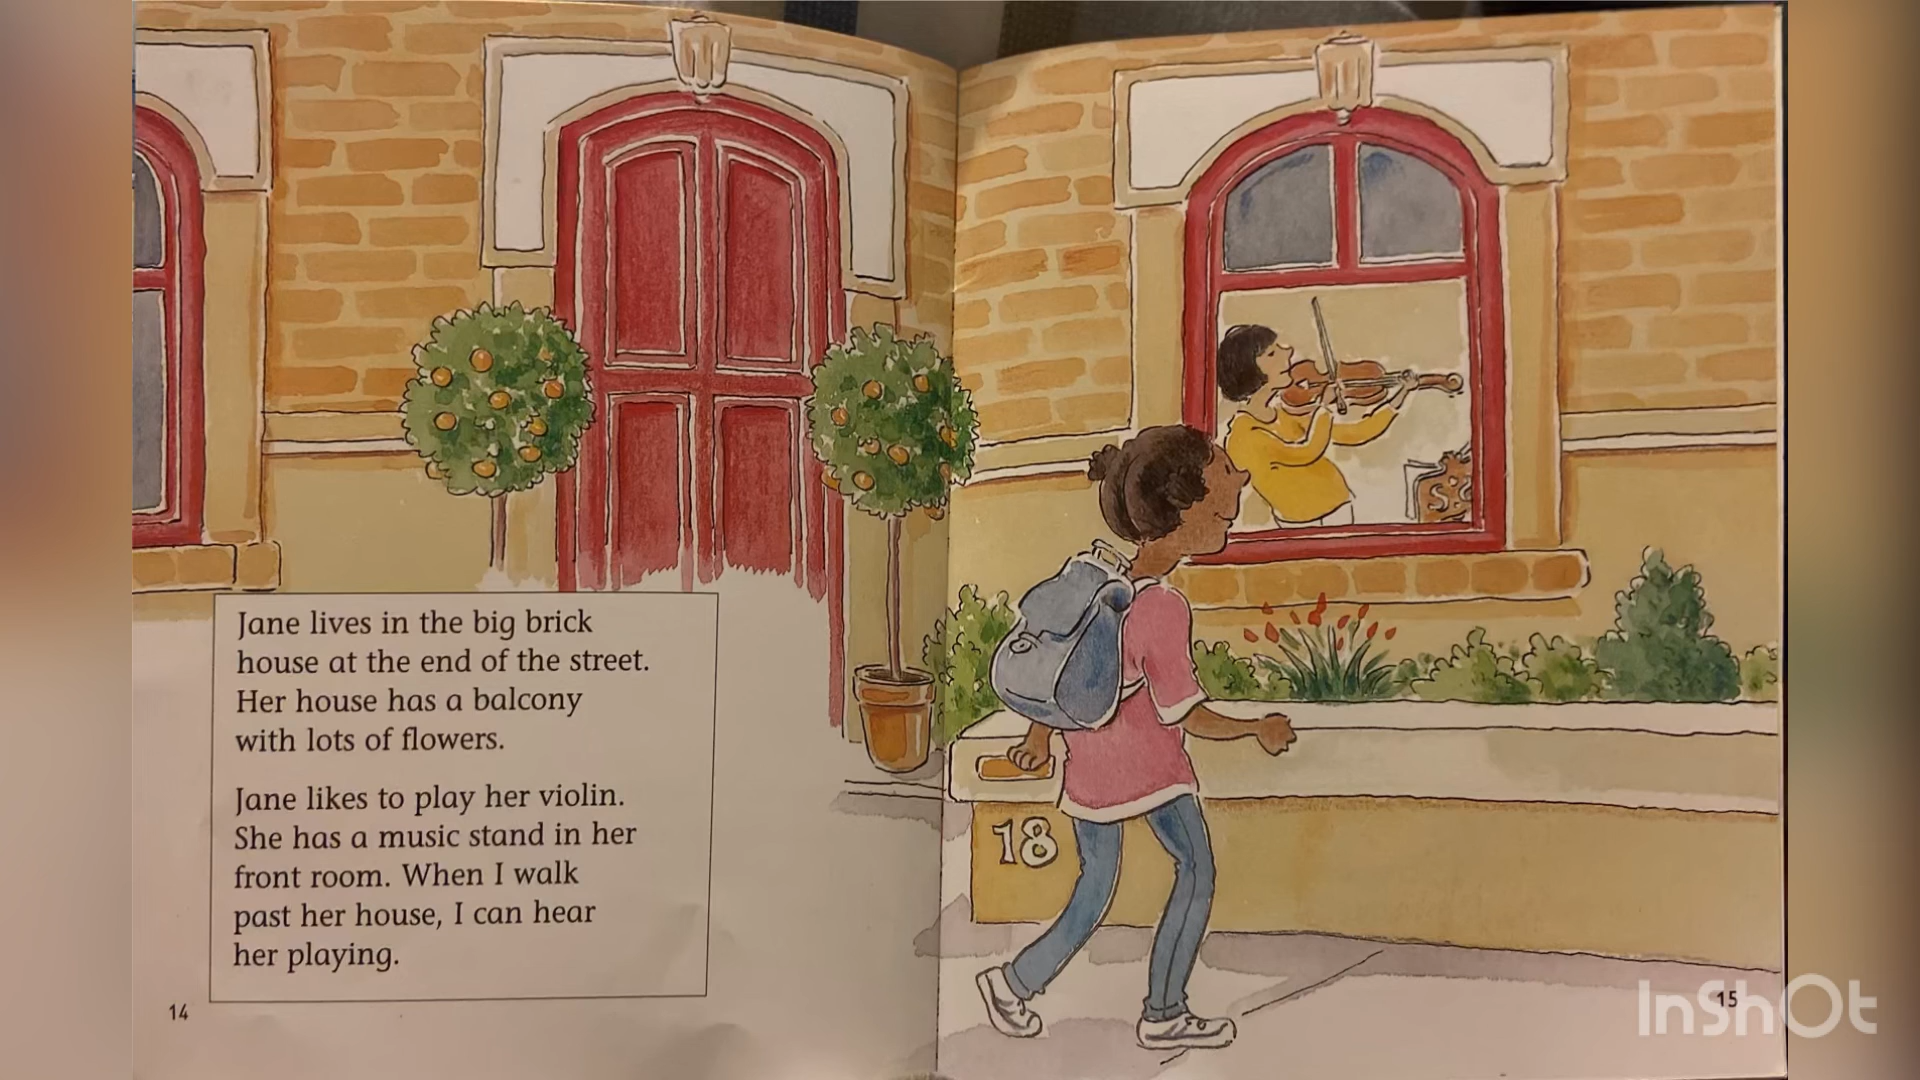 Jane lives in the big brick
house at the end of the street.
Her house has a balcony
with lots of flowers.
Jane likes to play her violin.
She has a music stand in her
front room. When I walk
past her house, I can hear
her playing.
14
18
15
InShOt